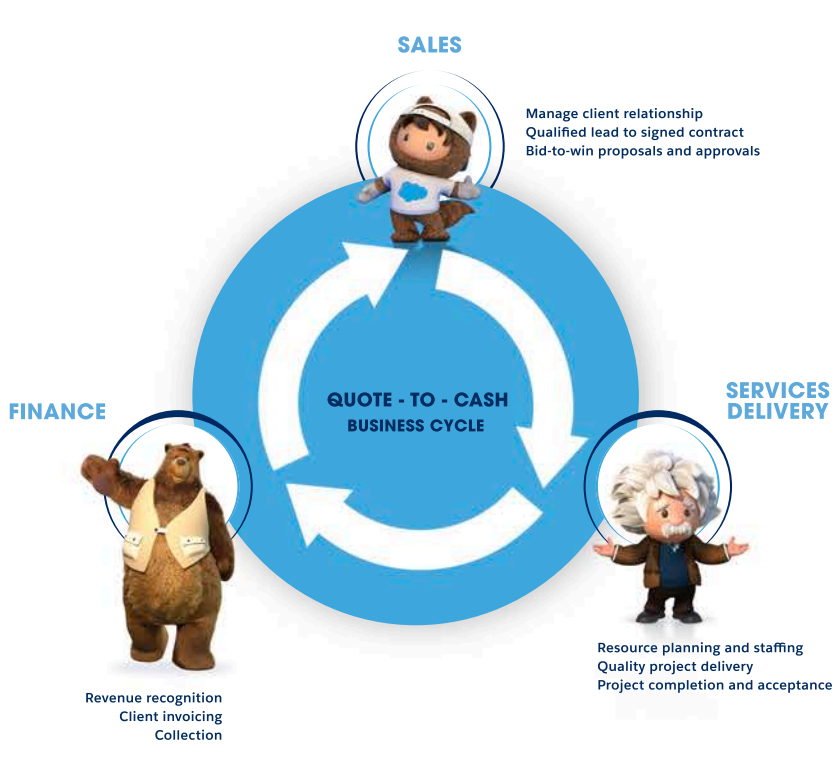 SALES
Manage client relationship
Qualified lead to signed contract
Bid-to-win proposals and approvals
QUOTE - TO - CASH
BUSINESS CYCLE
FINANCE
SERVICES
DELIVERY
Resource planning and staffing
Quality project delivery
Project completion and acceptance
Revenue recognition
Client invoicing
Collection